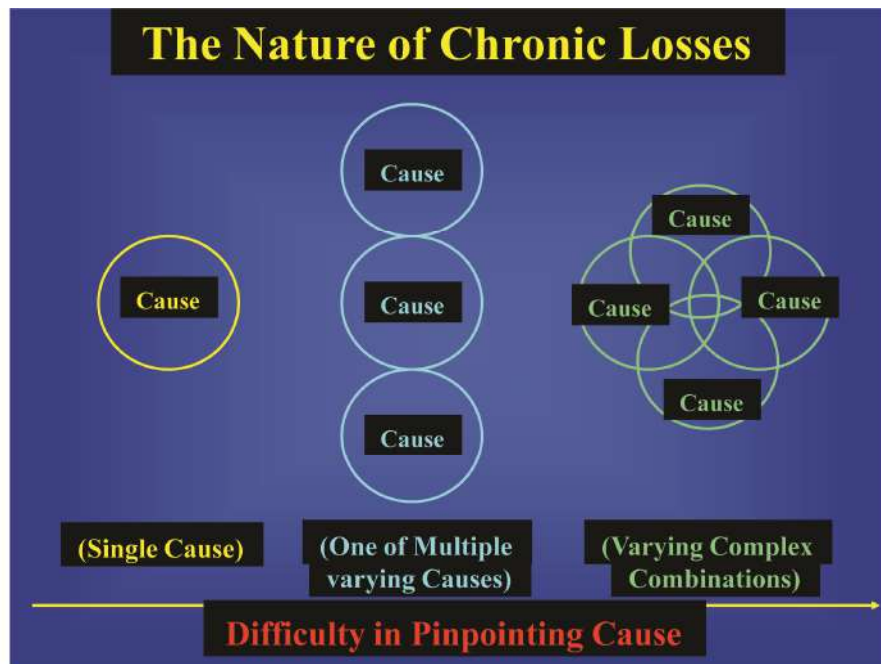 The Nature of Chronic Losses
Cause
Cause
Cause
Cause
Cause
Cause
Cause
Cause
(Single Cause)
(One of Multiple
varying Causes)
(Varying Complex
Combinations)
Difficulty in Pinpointing Cause